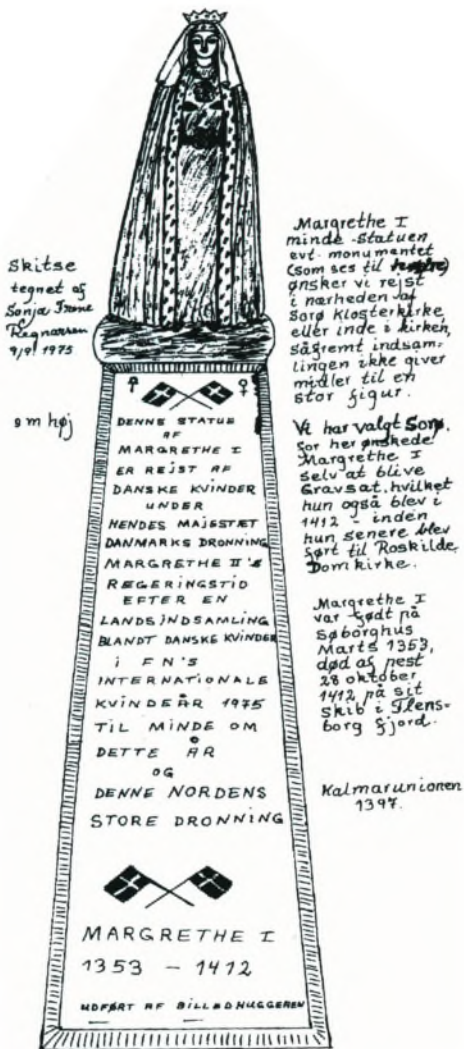 Skitse
tegnet af
Sonja Irene
Regnarsen
9/9 1975
9 m høj
DENNE STATUE
AF
MARGRETHE I
ER REJST AF
DANSKE KVINDER
UNDER
HENDES MAJESTÆT
DANMARKS DRONNING
MARGRETHE II's
REGERINGSTID
EFTER EN
LANDSINDSAMLING
BLANDT DANSKE KVINDER
i FN'S
INTERNATIONALE
KVINDEÅR 1975
TIL MINDE OM
DETTE ÅR
OG
DENNE NORDENS
STORE DRONNING
MARGRETHE I
1353 - 1412
UDFØRT AF BILLEDHUGGEREN
Margrethe I
minde-statuen
evt. monumentet
(som ses til
ønsker vi rejst
i nærheden af
Sorø Klosterkirke
eller inde i kirken,
såfremt indsam-
lingen ikke giver
midler til en
stor figur.
Vi har valgt Sorø,
for her ønskede
Margrethe I
selv at blive
Gravsat, hvilket
hun også blev i
1412 - inden
hun senere blev
ført til Roskilde
Domkirke.
Margrethe I
var født på
Søborghus
Marts 1353,
død af pest
28 oktober
1412 på sit
skib i Flens-
borg fjord.
Kalmarunionen
1397.